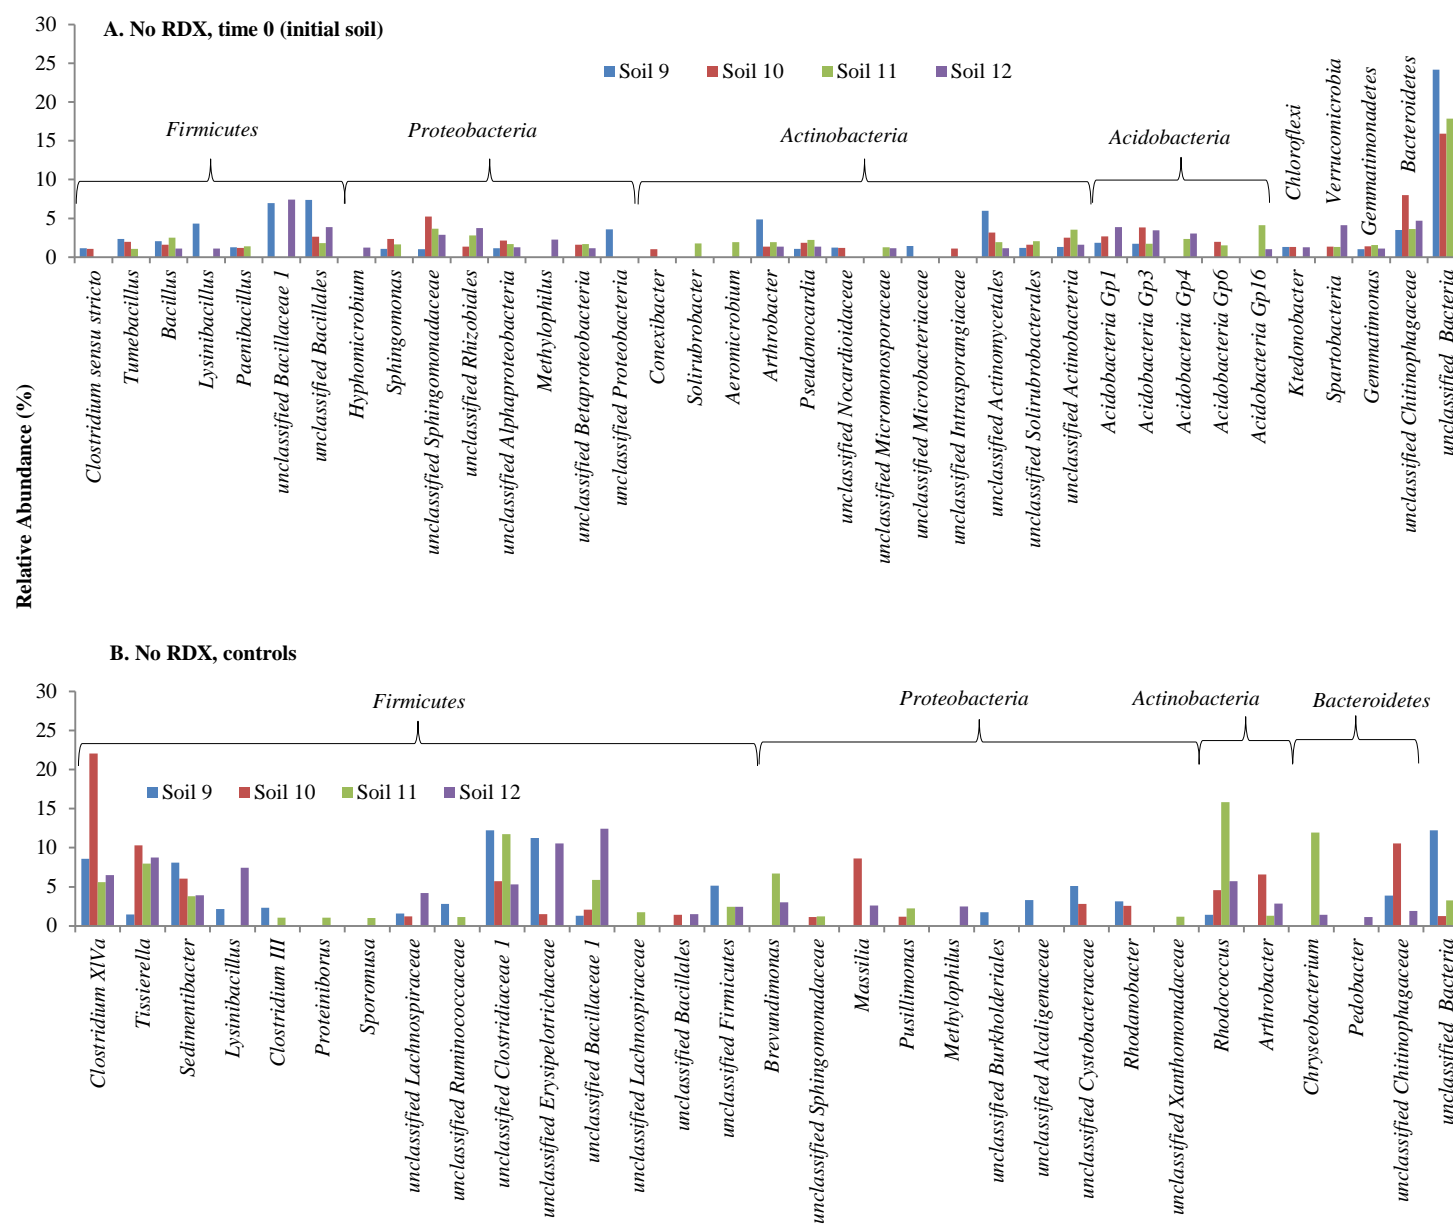 A. No RDX, time 0 (initial soil)
Soil 9 Soil 10 Soil 11 Soil 12
30
25
20
15
10
5
0
Firmicutes
Proteobacteria
Actinobacteria
Acidobacteria
Chloroflexi
Verrucomicrobia
Gemmatimonadetes
Bacteroidetes
Clostridium sensu stricto
Tumebacillus
Bacillus
Lysinibacillus
Paenibacillus
unclassified Bacillaceae 1
unclassified Bacillales
Hyphomicrobium
Sphingomonas
unclassified Sphingomonadaceae
unclassified Rhizobiales
unclassified Alphaproteobacteria
Methylophilus
unclassified Betaproteobacteria
unclassified Proteobacteria
Conexibacter
Solirubrobacter
Aeromicrobium
Arthrobacter
Pseudonocardia
unclassified Nocardioidaceae
unclassified Micromonosporaceae
unclassified Microbacteriaceae
unclassified Intrasporangiaceae
unclassified Actinomycetales
unclassified Solirubrobacterales
unclassified Actinobacteria
Acidobacteria Gp1
Acidobacteria Gp3
Acidobacteria Gp4
Acidobacteria Gp6
Acidobacteria Gp16
Ktedonobacter
Spartobacteria
Gemmatimonas
unclassified Chitinophagaceae
unclassified Bacteria
Relative Abundance (%)
B. No RDX, controls
30
25
20
15
10
5
0
Firmicutes
Proteobacteria
Actinobacteria
Bacteroidetes
Soil 9 Soil 10 Soil 11 Soil 12
Clostridium XlVa
Tissierella
Sedimentibacter
Lysinibacillus
Clostridium III
Proteiniborus
Sporomusa
unclassified Lachnospiraceae
unclassified Ruminococcaceae
unclassified Clostridiaceae 1
unclassified Erysipelotrichaceae
unclassified Bacillaceae 1
unclassified Lachnospiraceae
unclassified Bacillales
unclassified Firmicutes
Brevundimonas
unclassified Sphingomonadaceae
Massilia
Pusillimonas
Methylophilus
unclassified Burkholderiales
unclassified Alcaligenaceae
unclassified Cystobacteraceae
Rhodanobacter
unclassified Xanthomonadaceae
Rhodococcus
Arthrobacter
Chryseobacterium
Pedobacter
unclassified Chitinophagaceae
unclassified Bacteria